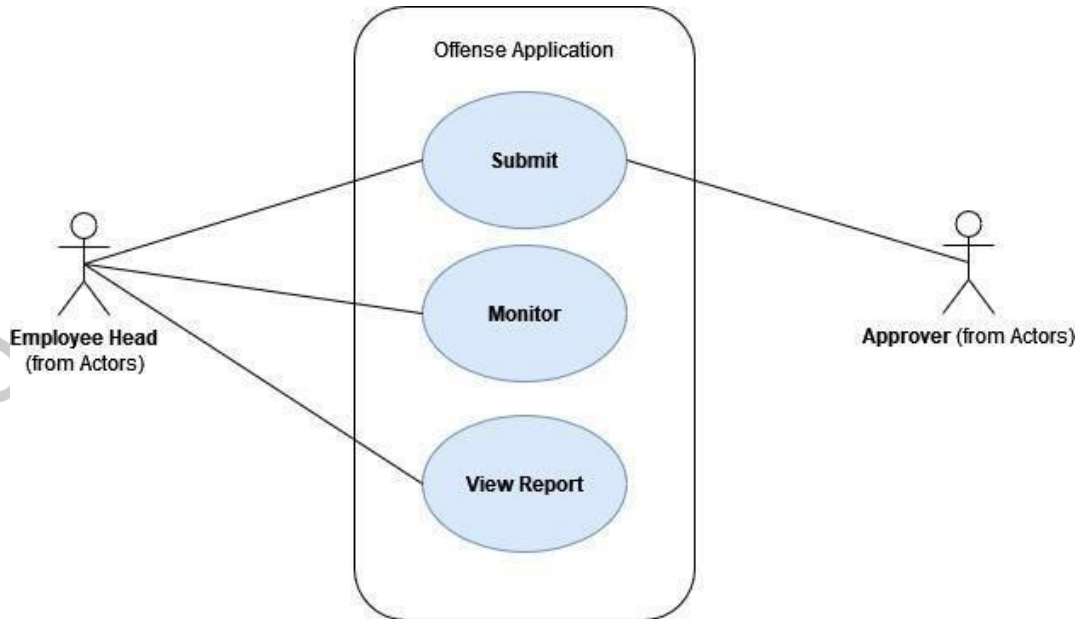 Offense Application
Submit
Monitor
Employee Head
(from Actors)
Approver (from Actors)
View Report